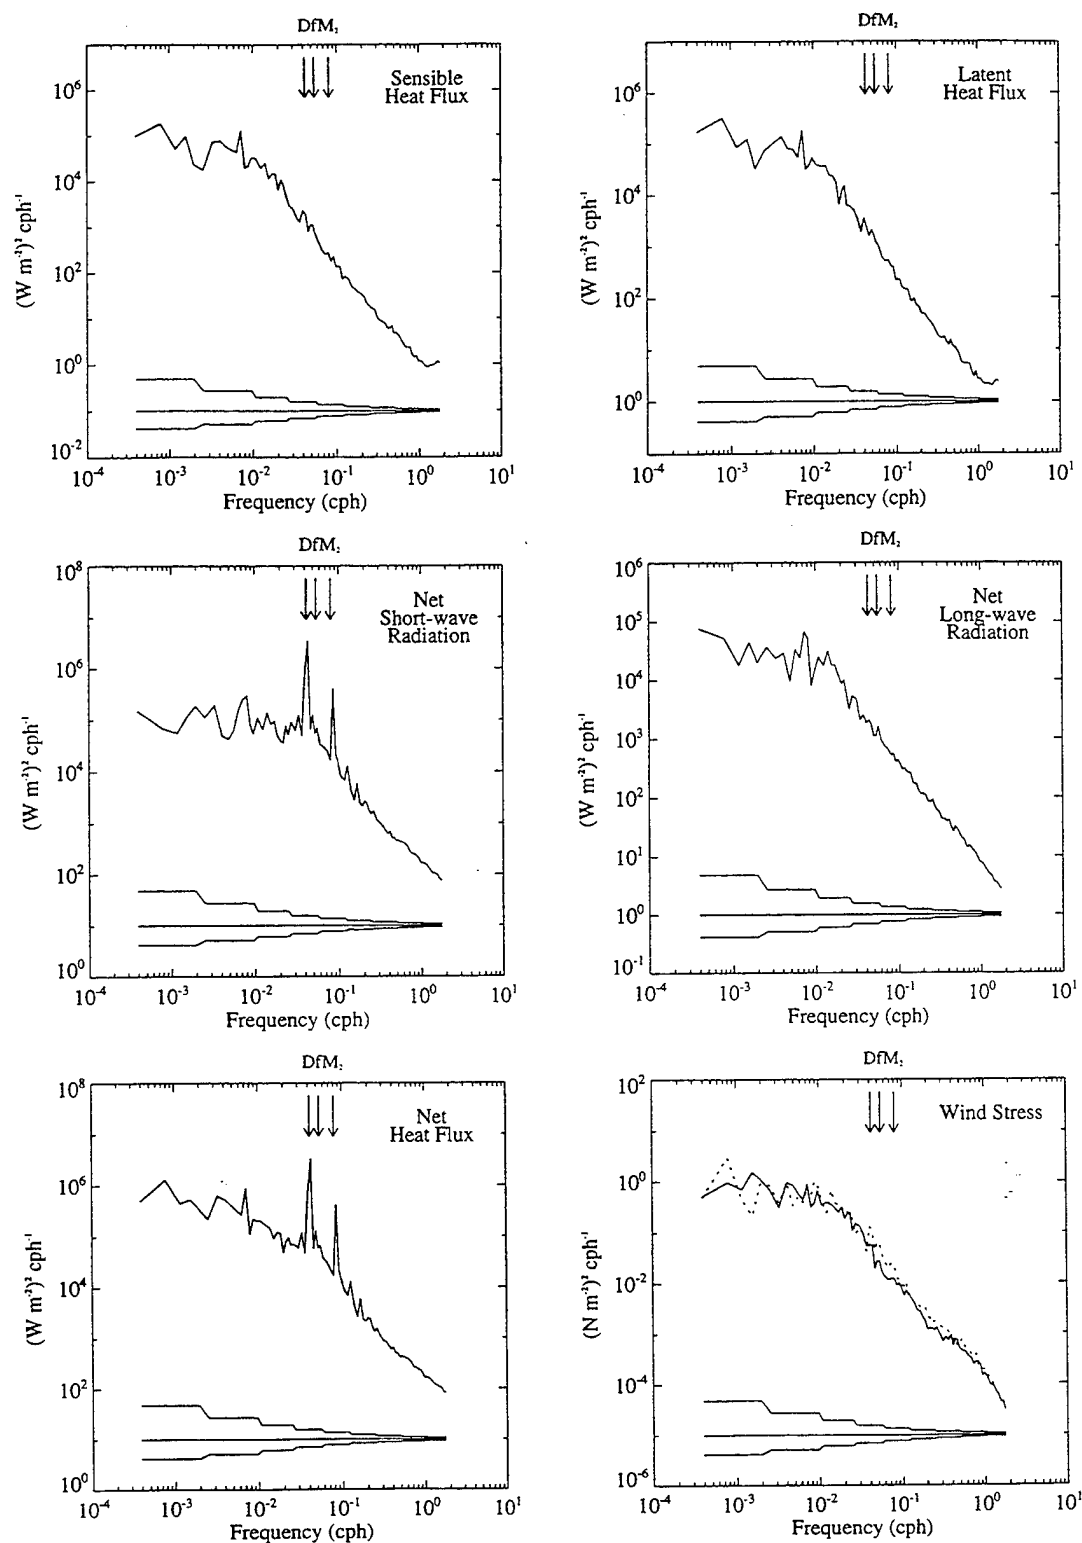 DfM₂
Sensible
Heat Flux
10⁶
10⁴
10²
10⁰
10⁻²
(W m⁻²)² cph⁻¹
10⁻⁴ 10⁻³ 10⁻² 10⁻¹ 10⁰ 10¹
Frequency (cph)
DfM₂
Latent
Heat Flux
10⁶
10⁴
10²
10⁰
(W m⁻²)² cph⁻¹
10⁻⁴ 10⁻³ 10⁻² 10⁻¹ 10⁰ 10¹
Frequency (cph)
DfM₂
Net
Short-wave
Radiation
10⁸
10⁶
10⁴
10²
10⁰
(W m⁻²)² cph⁻¹
10⁻⁴ 10⁻³ 10⁻² 10⁻¹ 10⁰ 10¹
Frequency (cph)
DfM₂
Net
Long-wave
Radiation
10⁶
10⁵
10⁴
10³
10²
10¹
10⁰
10⁻¹
(W m⁻²)² cph⁻¹
10⁻⁴ 10⁻³ 10⁻² 10⁻¹ 10⁰ 10¹
Frequency (cph)
DfM₂
Net
Heat Flux
10⁸
10⁶
10⁴
10²
10⁰
(W m⁻²)² cph⁻¹
10⁻⁴ 10⁻³ 10⁻² 10⁻¹ 10⁰ 10¹
Frequency (cph)
DfM₂
Wind Stress
10²
10⁰
10⁻²
10⁻⁴
10⁻⁶
(N m⁻²)² cph⁻¹
10⁻⁴ 10⁻³ 10⁻² 10⁻¹ 10⁰ 10¹
Frequency (cph)